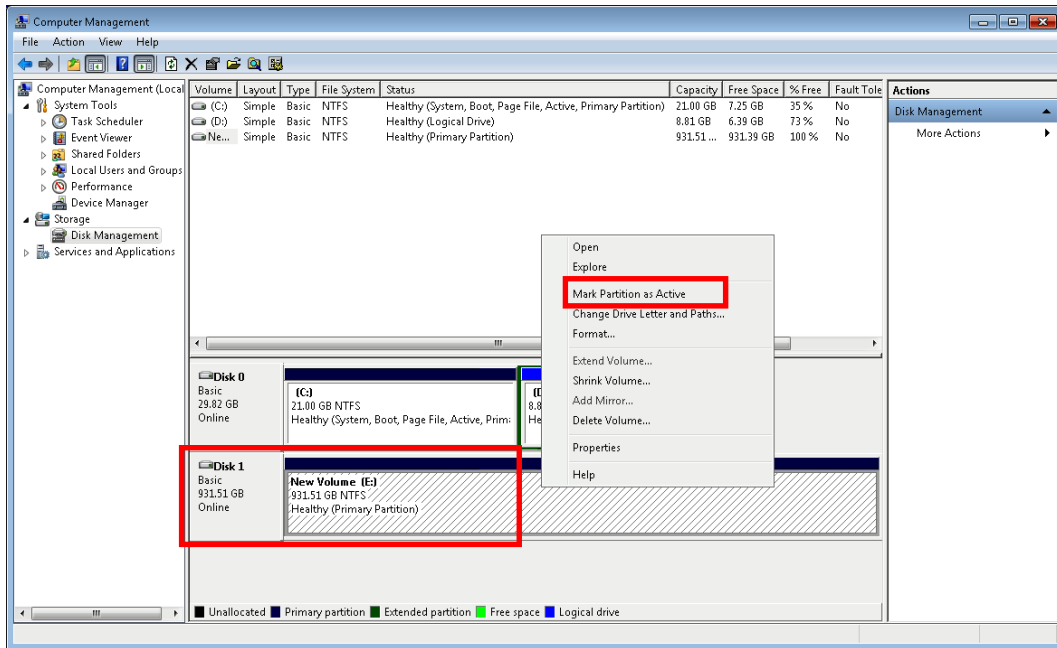 Computer Management
File Action View Help
Computer Management (Local
System Tools
Task Scheduler
Event Viewer
Shared Folders
Local Users and Groups
Performance
Device Manager
Storage
Disk Management
Services and Applications
Volume Layout Type File System Status Capacity Free Space % Free Fault Tole
(C:) Simple Basic NTFS Healthy (System, Boot, Page File, Active, Primary Partition) 21.00 GB 7.25 GB 35 % No
(D:) Simple Basic NTFS Healthy (Logical Drive) 8.81 GB 6.39 GB 73 % No
Ne... Simple Basic NTFS Healthy (Primary Partition) 931.51 ... 931.39 GB 100 % No
Actions
Disk Management
More Actions
Open
Explore
Mark Partition as Active
Change Drive Letter and Paths...
Format...
Extend Volume...
Shrink Volume...
Add Mirror...
Delete Volume...
Properties
Help
Disk 0
Basic
29.82 GB
Online
(C:)
21.00 GB NTFS
Healthy (System, Boot, Page File, Active, Prima
(D
8.8
He
Disk 1
Basic
931.51 GB
Online
New Volume (E:)
931.51 GB NTFS
Healthy (Primary Partition)
Unallocated Primary partition Extended partition Free space Logical drive